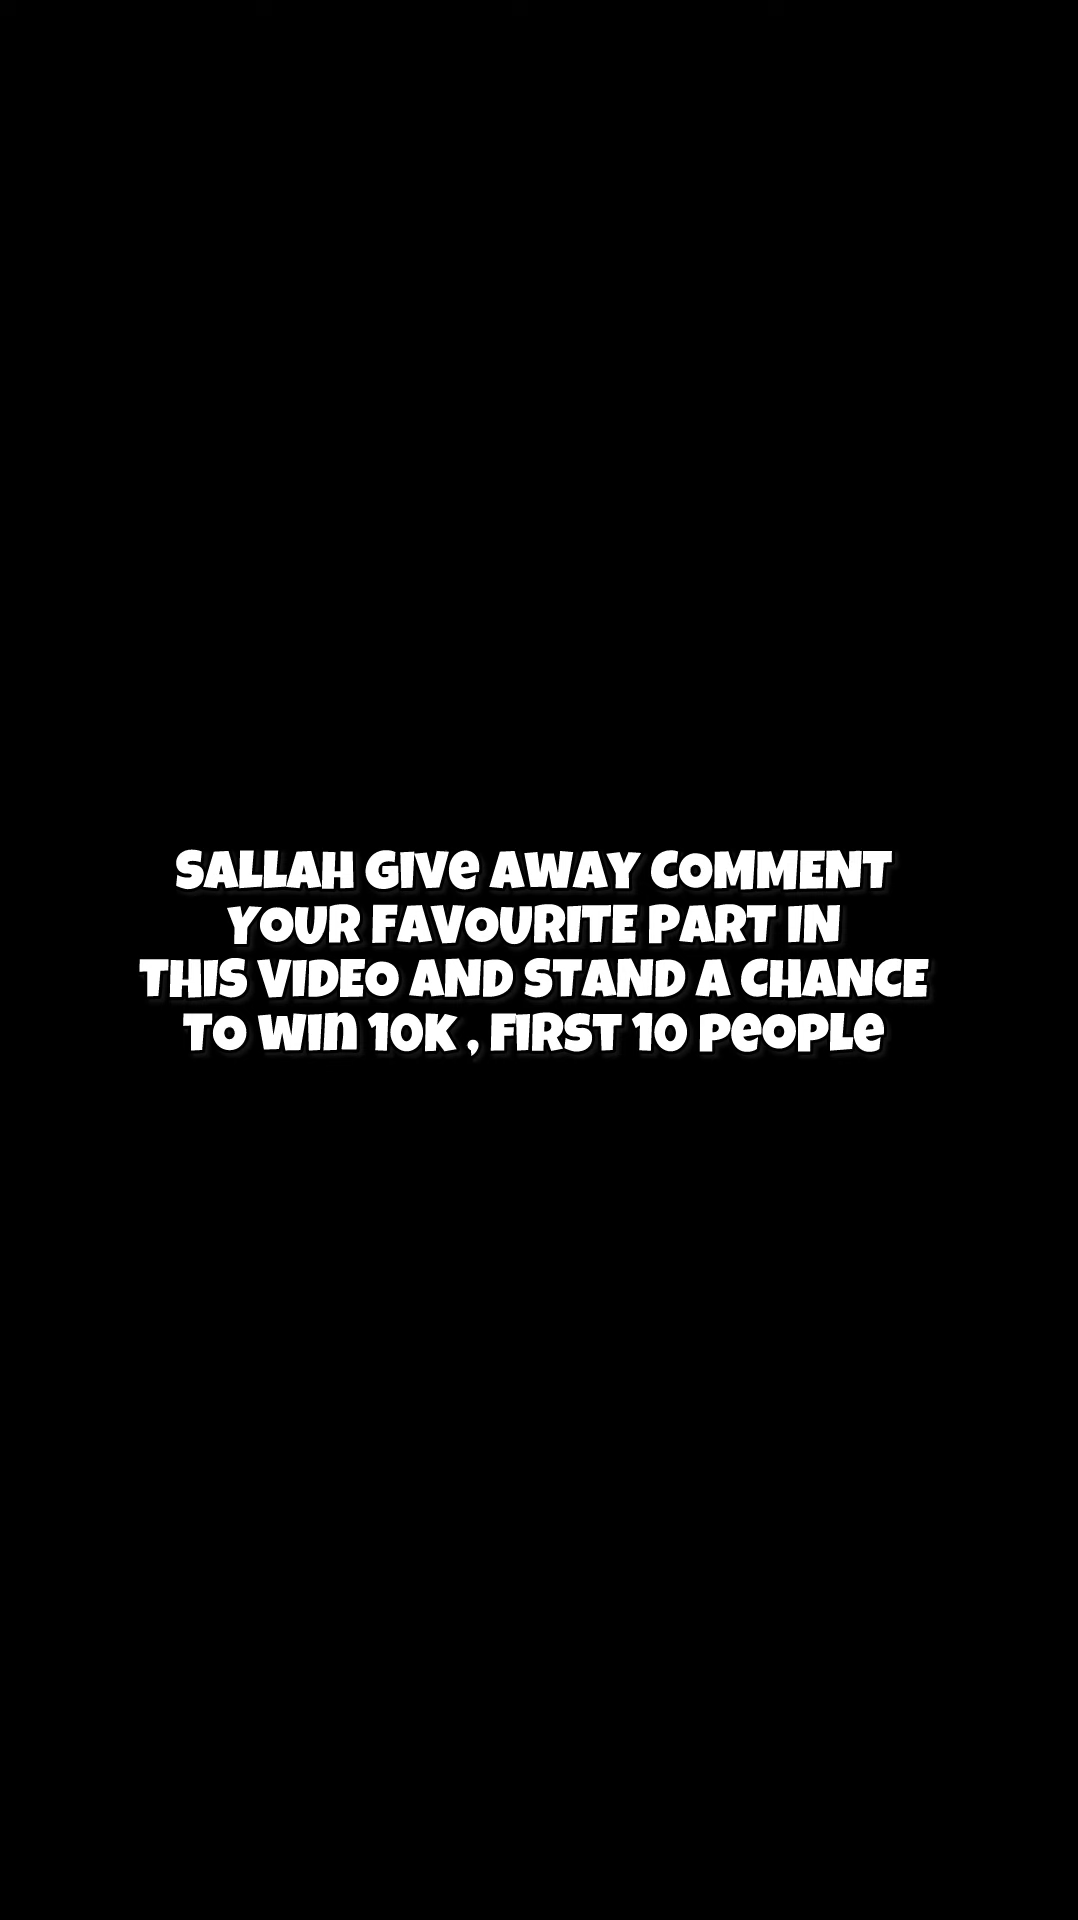 SALLAH GIVe AWAY COMMENT
YOUR FAVOURITE PART IN
THIS VIDEO AND STAND A CHANCE
TO WIn 10K , FIRST 10 PeOPLe